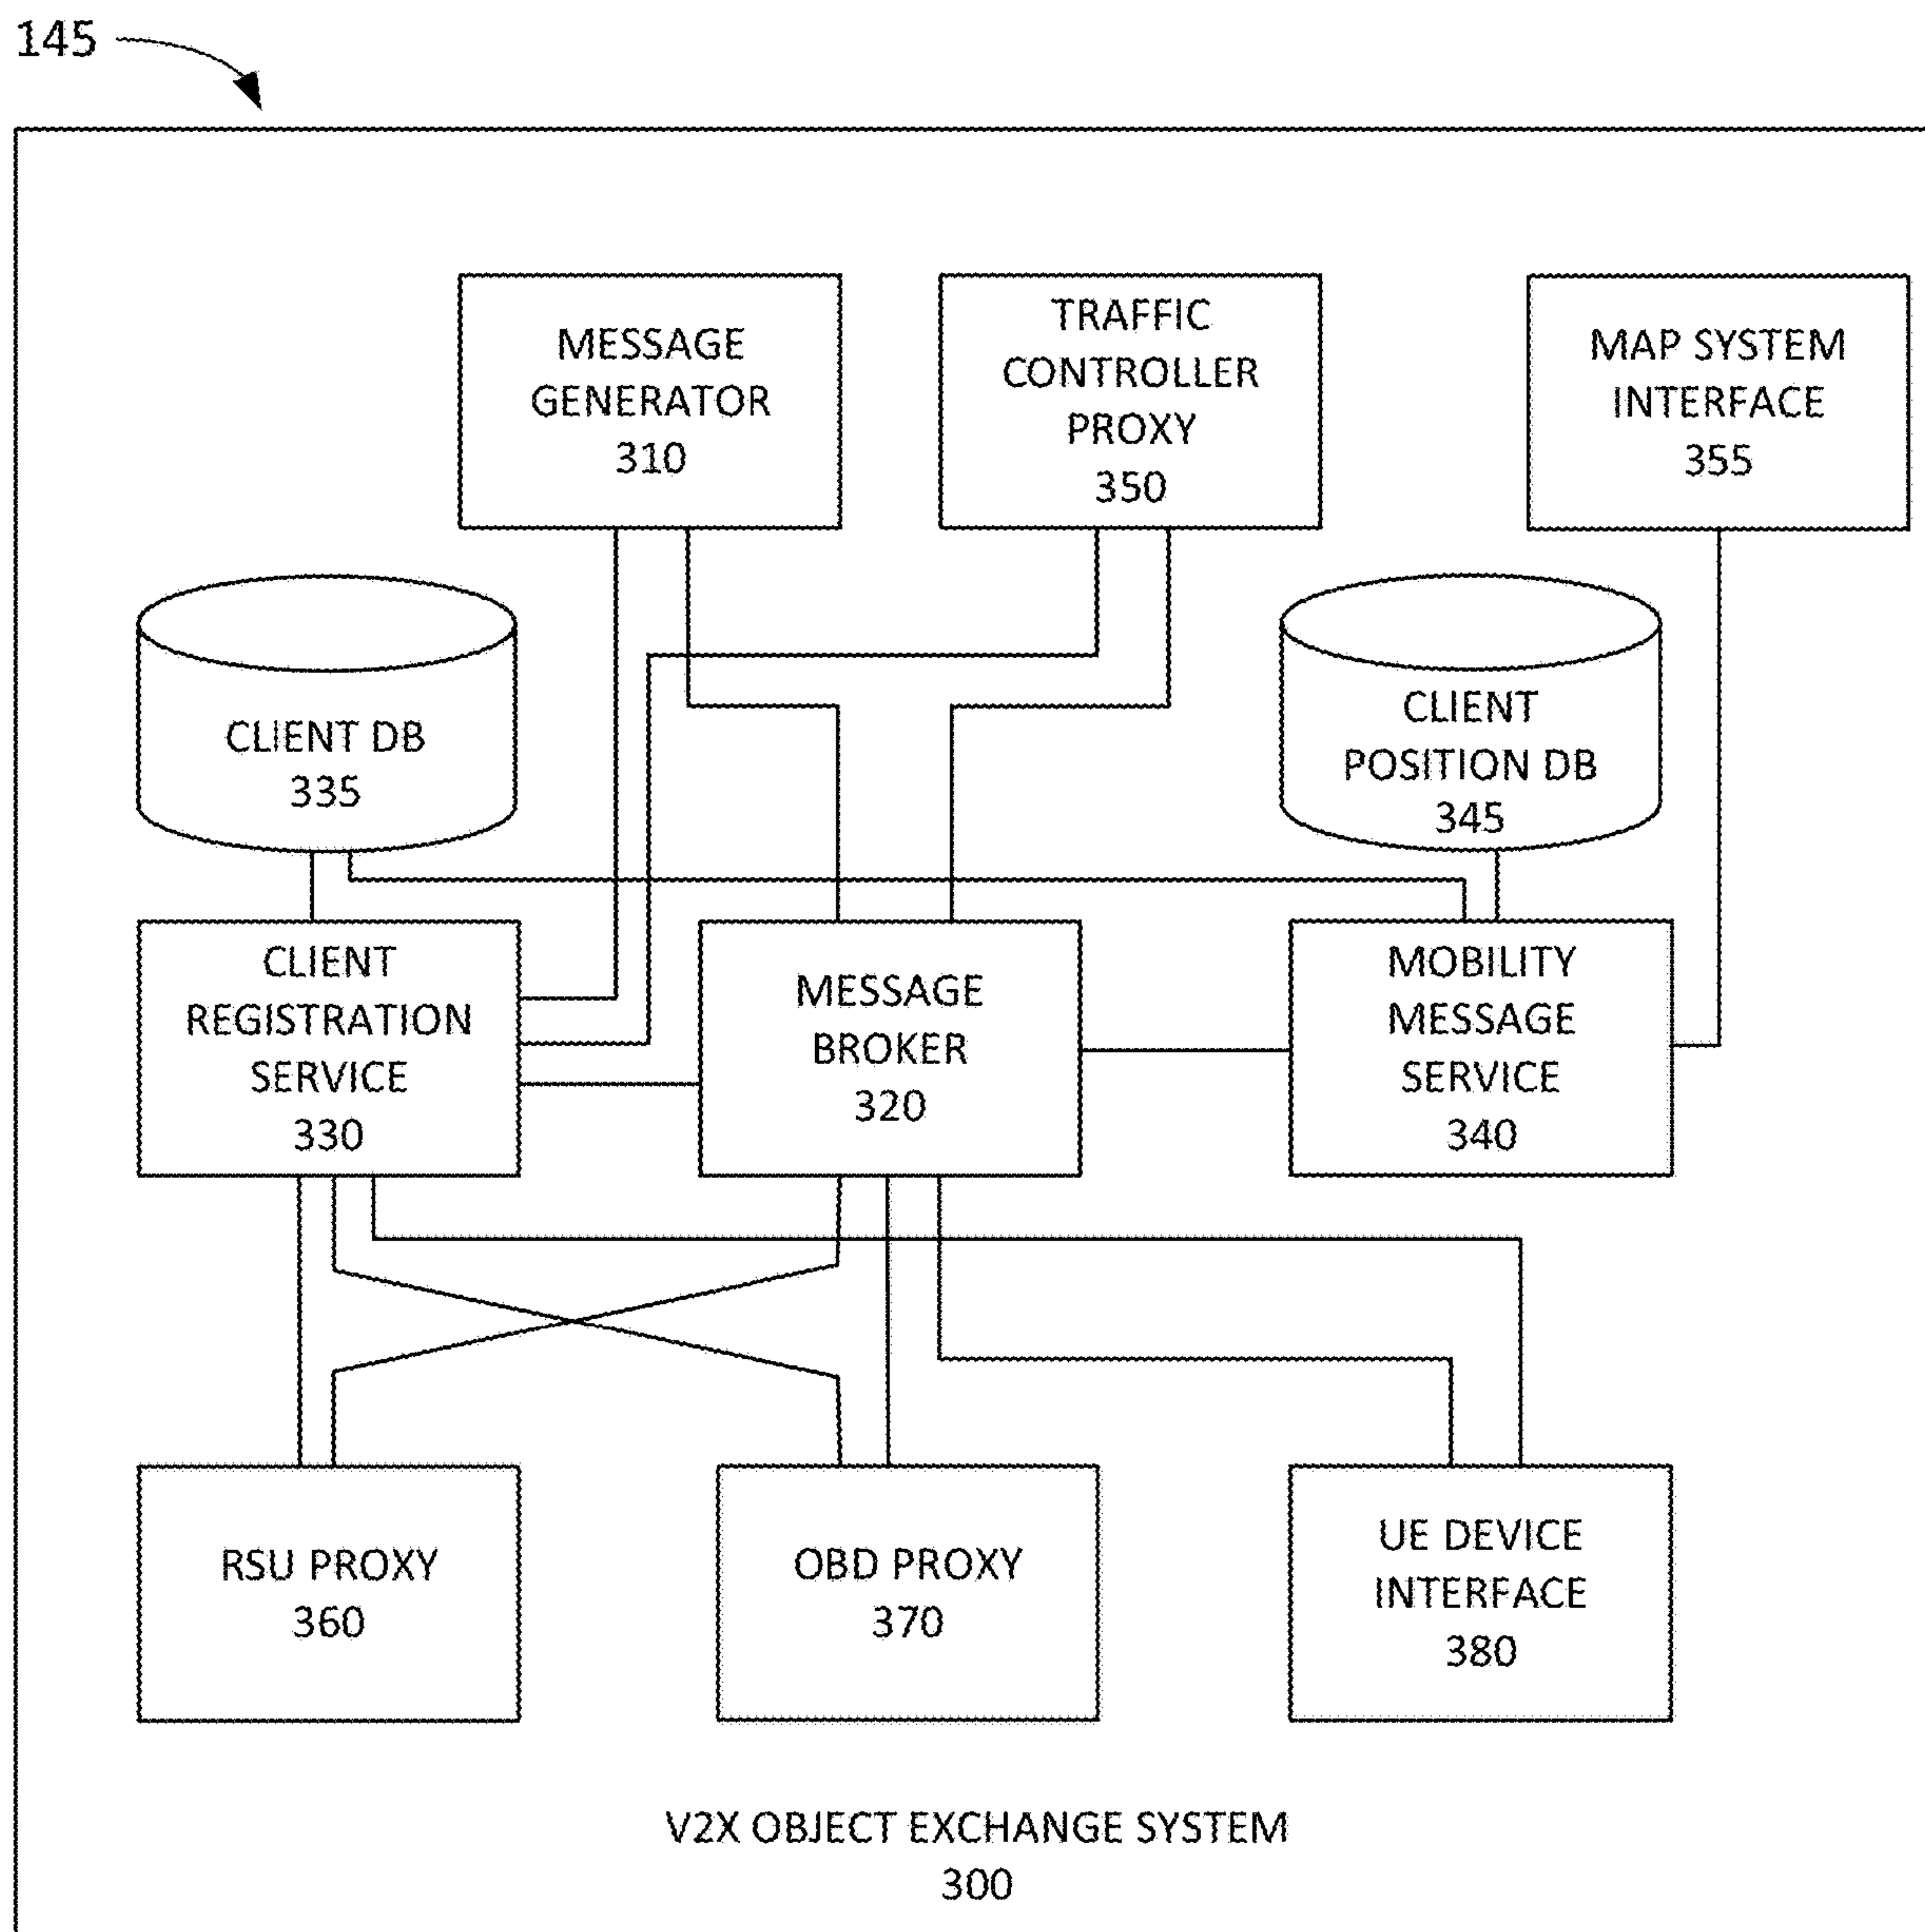 145
MESSAGE
GENERATOR
310
TRAFFIC
CONTROLLER
PROXY
350
MAP SYSTEM
INTERFACE
355
CLIENT DB
335
CLIENT
POSITION DB
345
CLIENT
REGISTRATION
SERVICE
330
MESSAGE
BROKER
320
MOBILITY
MESSAGE
SERVICE
340
RSU PROXY
360
OBD PROXY
370
UE DEVICE
INTERFACE
380
V2X OBJECT EXCHANGE SYSTEM
300